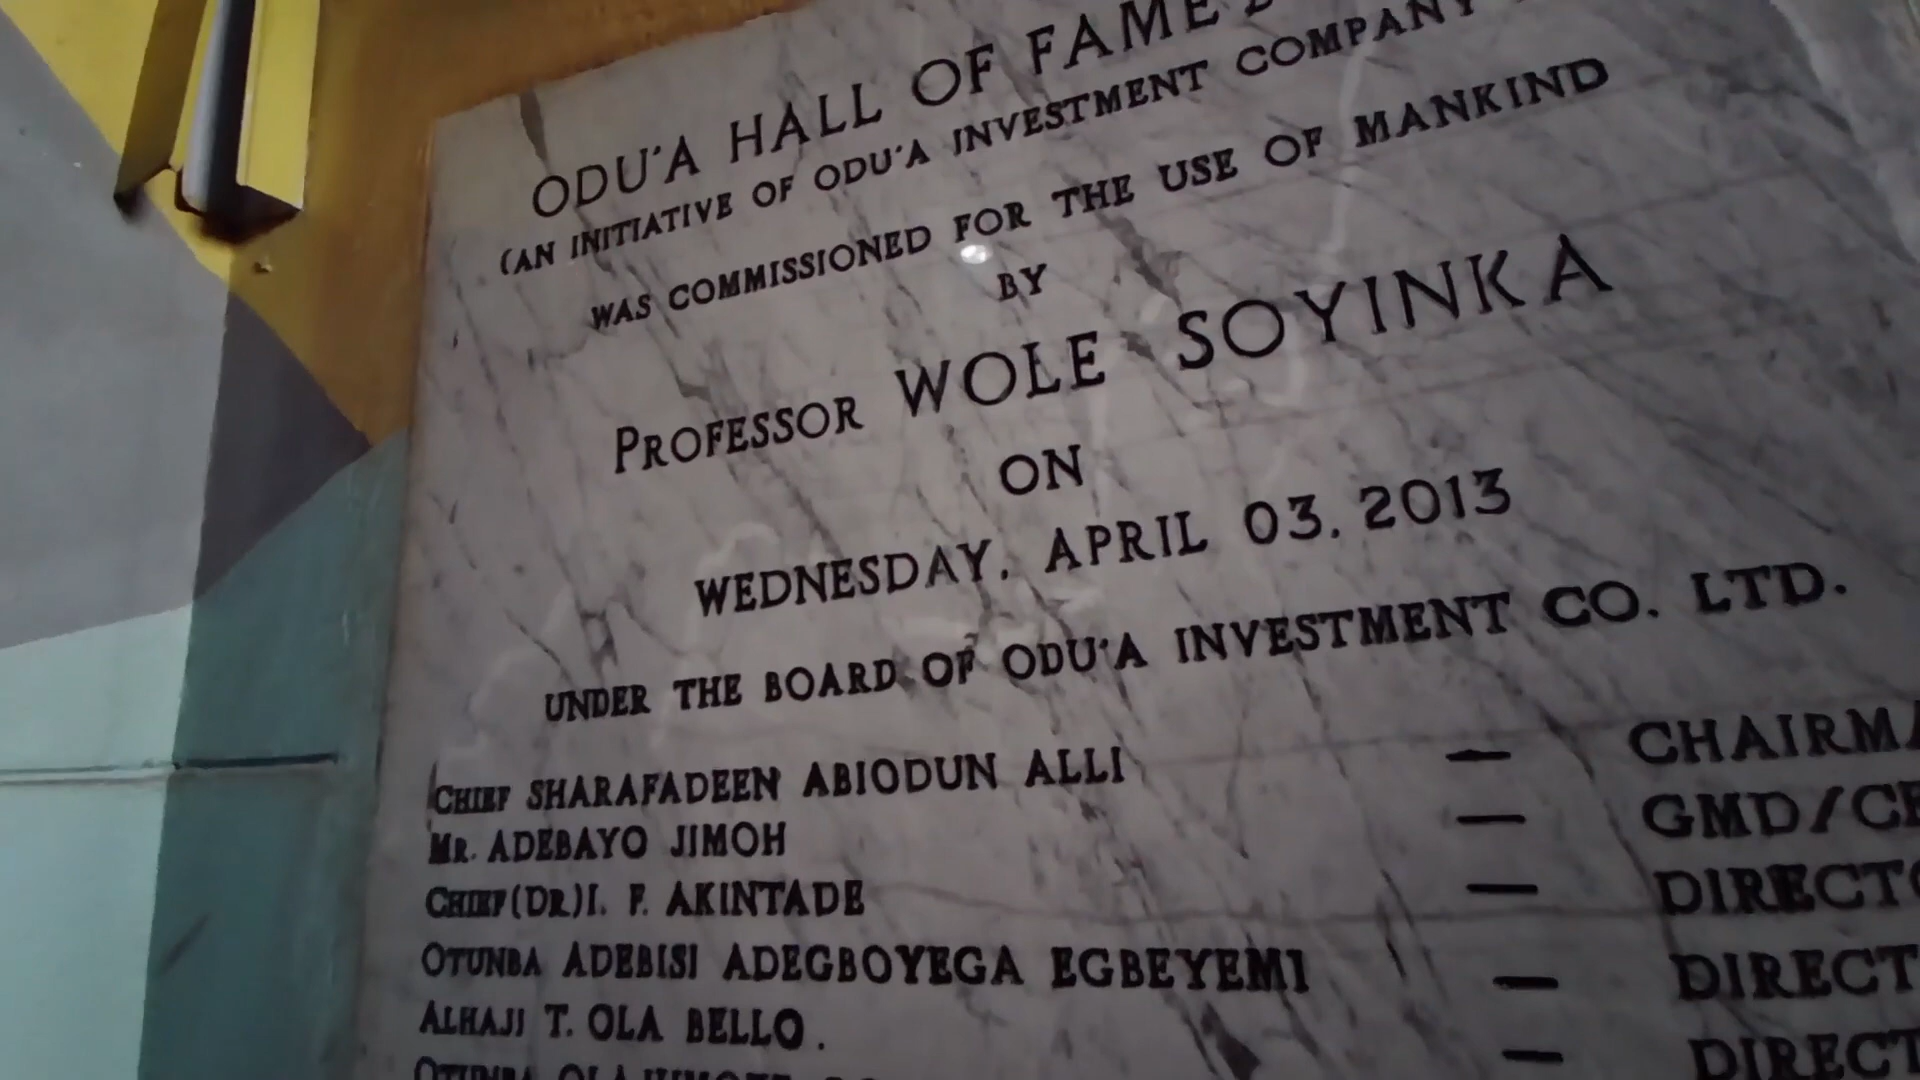 ODU'A HALL OF FAME
(AN INITIATIVE OF ODU'A INVESTMENT COMPANY
WAS COMMISSIONED FOR THE USE OF MANKIND
BY
PROFESSOR WOLE SOYINKA
ON
WEDNESDAY, APRIL 03, 2013
UNDER THE BOARD OF ODU'A INVESTMENT CO. LTD.
CHIEF SHARAFADEEN ABIODUN ALLI — CHAIRMA
MR. ADEBAYO JIMOH — GMD/CE
CHIEF (DR) I. F. AKINTADE — DIRECTO
OTUNBA ADEBISI ADEGBOYEGA EGBEYEMI — DIRECT
ALHAJI T. OLA BELLO. — DIRECT
OTUNBA